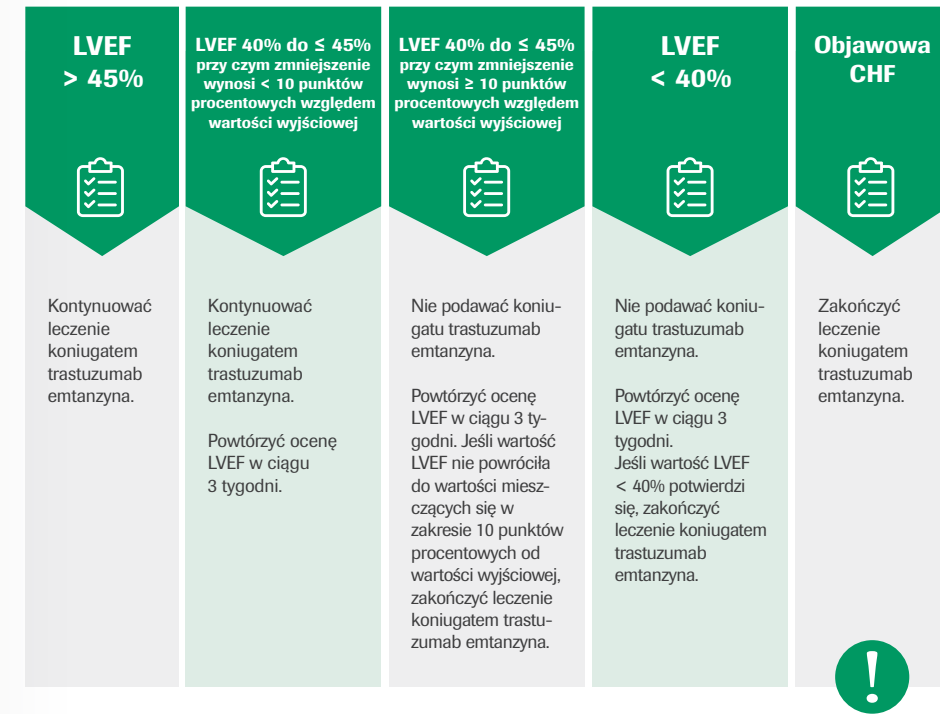 LVEF
> 45%
Kontynuować
leczenie
koniugatem
trastuzumab
emtanzyna.
LVEF 40% do ≤ 45%
przy czym zmniejszenie
wynosi < 10 punktów
procentowych względem
wartości wyjściowej
Kontynuować
leczenie
koniugatem
trastuzumab
emtanzyna.
Powtórzyć ocenę
LVEF w ciągu
3 tygodni.
LVEF 40% do ≤ 45%
przy czym zmniejszenie
wynosi ≥ 10 punktów
procentowych względem
wartości wyjściowej
Nie podawać koniu-
gatu trastuzumab
emtanzyna.
Powtórzyć ocenę
LVEF w ciągu 3 ty-
godni. Jeśli wartość
LVEF nie powróciła
do wartości miesz-
czących się w
zakresie 10 punktów
procentowych od
wartości wyjściowej,
zakończyć leczenie
koniugatem trastu-
zumab emtanzyna.
LVEF
< 40%
Nie podawać koniu-
gatu trastuzumab
emtanzyna.
Powtórzyć ocenę
LVEF w ciągu 3
tygodni.
Jeśli wartość LVEF
< 40% potwierdzi
się, zakończyć
leczenie koniugatem
trastuzumab
emtanzyna.
Objawowa
CHF
Zakończyć
leczenie
koniugatem
trastuzumab
emtanzyna.
!